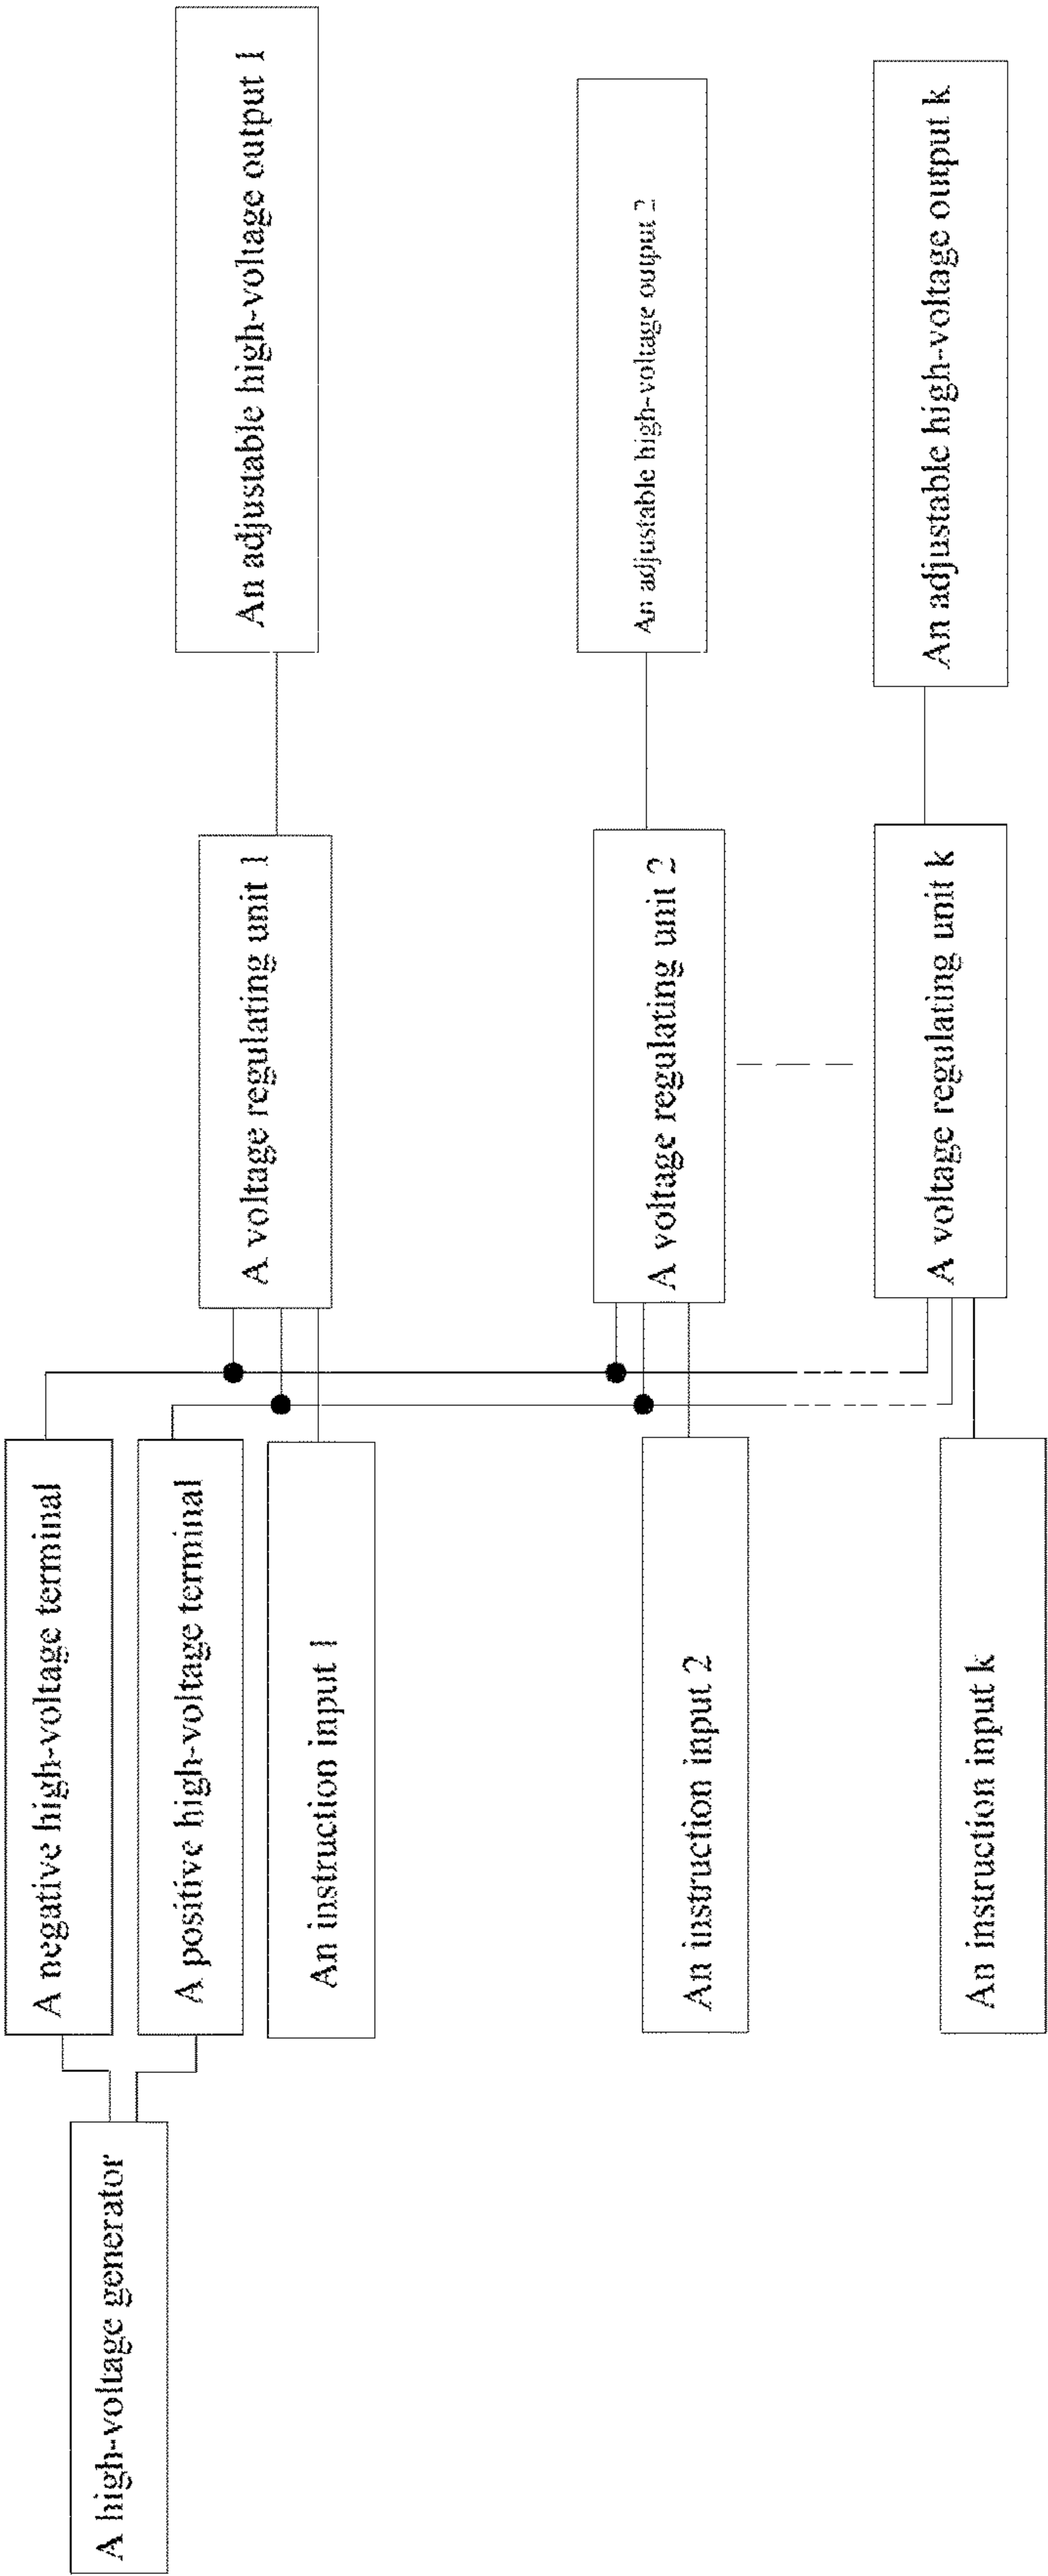 A high-voltage generator
A negative high-voltage terminal
A positive high-voltage terminal
An instruction input 1
A voltage regulating unit 1
An adjustable high-voltage output 1
An instruction input 2
A voltage regulating unit 2
An adjustable high-voltage output 2
An instruction input k
A voltage regulating unit k
An adjustable high-voltage output k